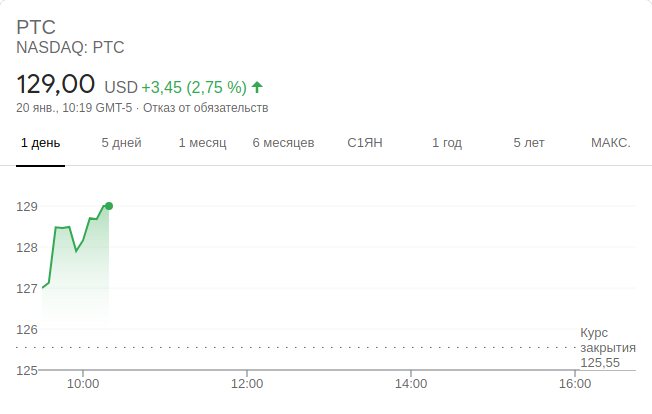 PTC
NASDAQ: PTC
129,00 USD +3,45 (2,75 %)
20 янв., 10:19 GMT-5 · Отказ от обязательств
1 день 5 дней 1 месяц 6 месяцев С1ЯН 1 год 5 лет МАКС.
129
128
127
126
Курс
закрытия
125,55
125
10:00 12:00 14:00 16:00